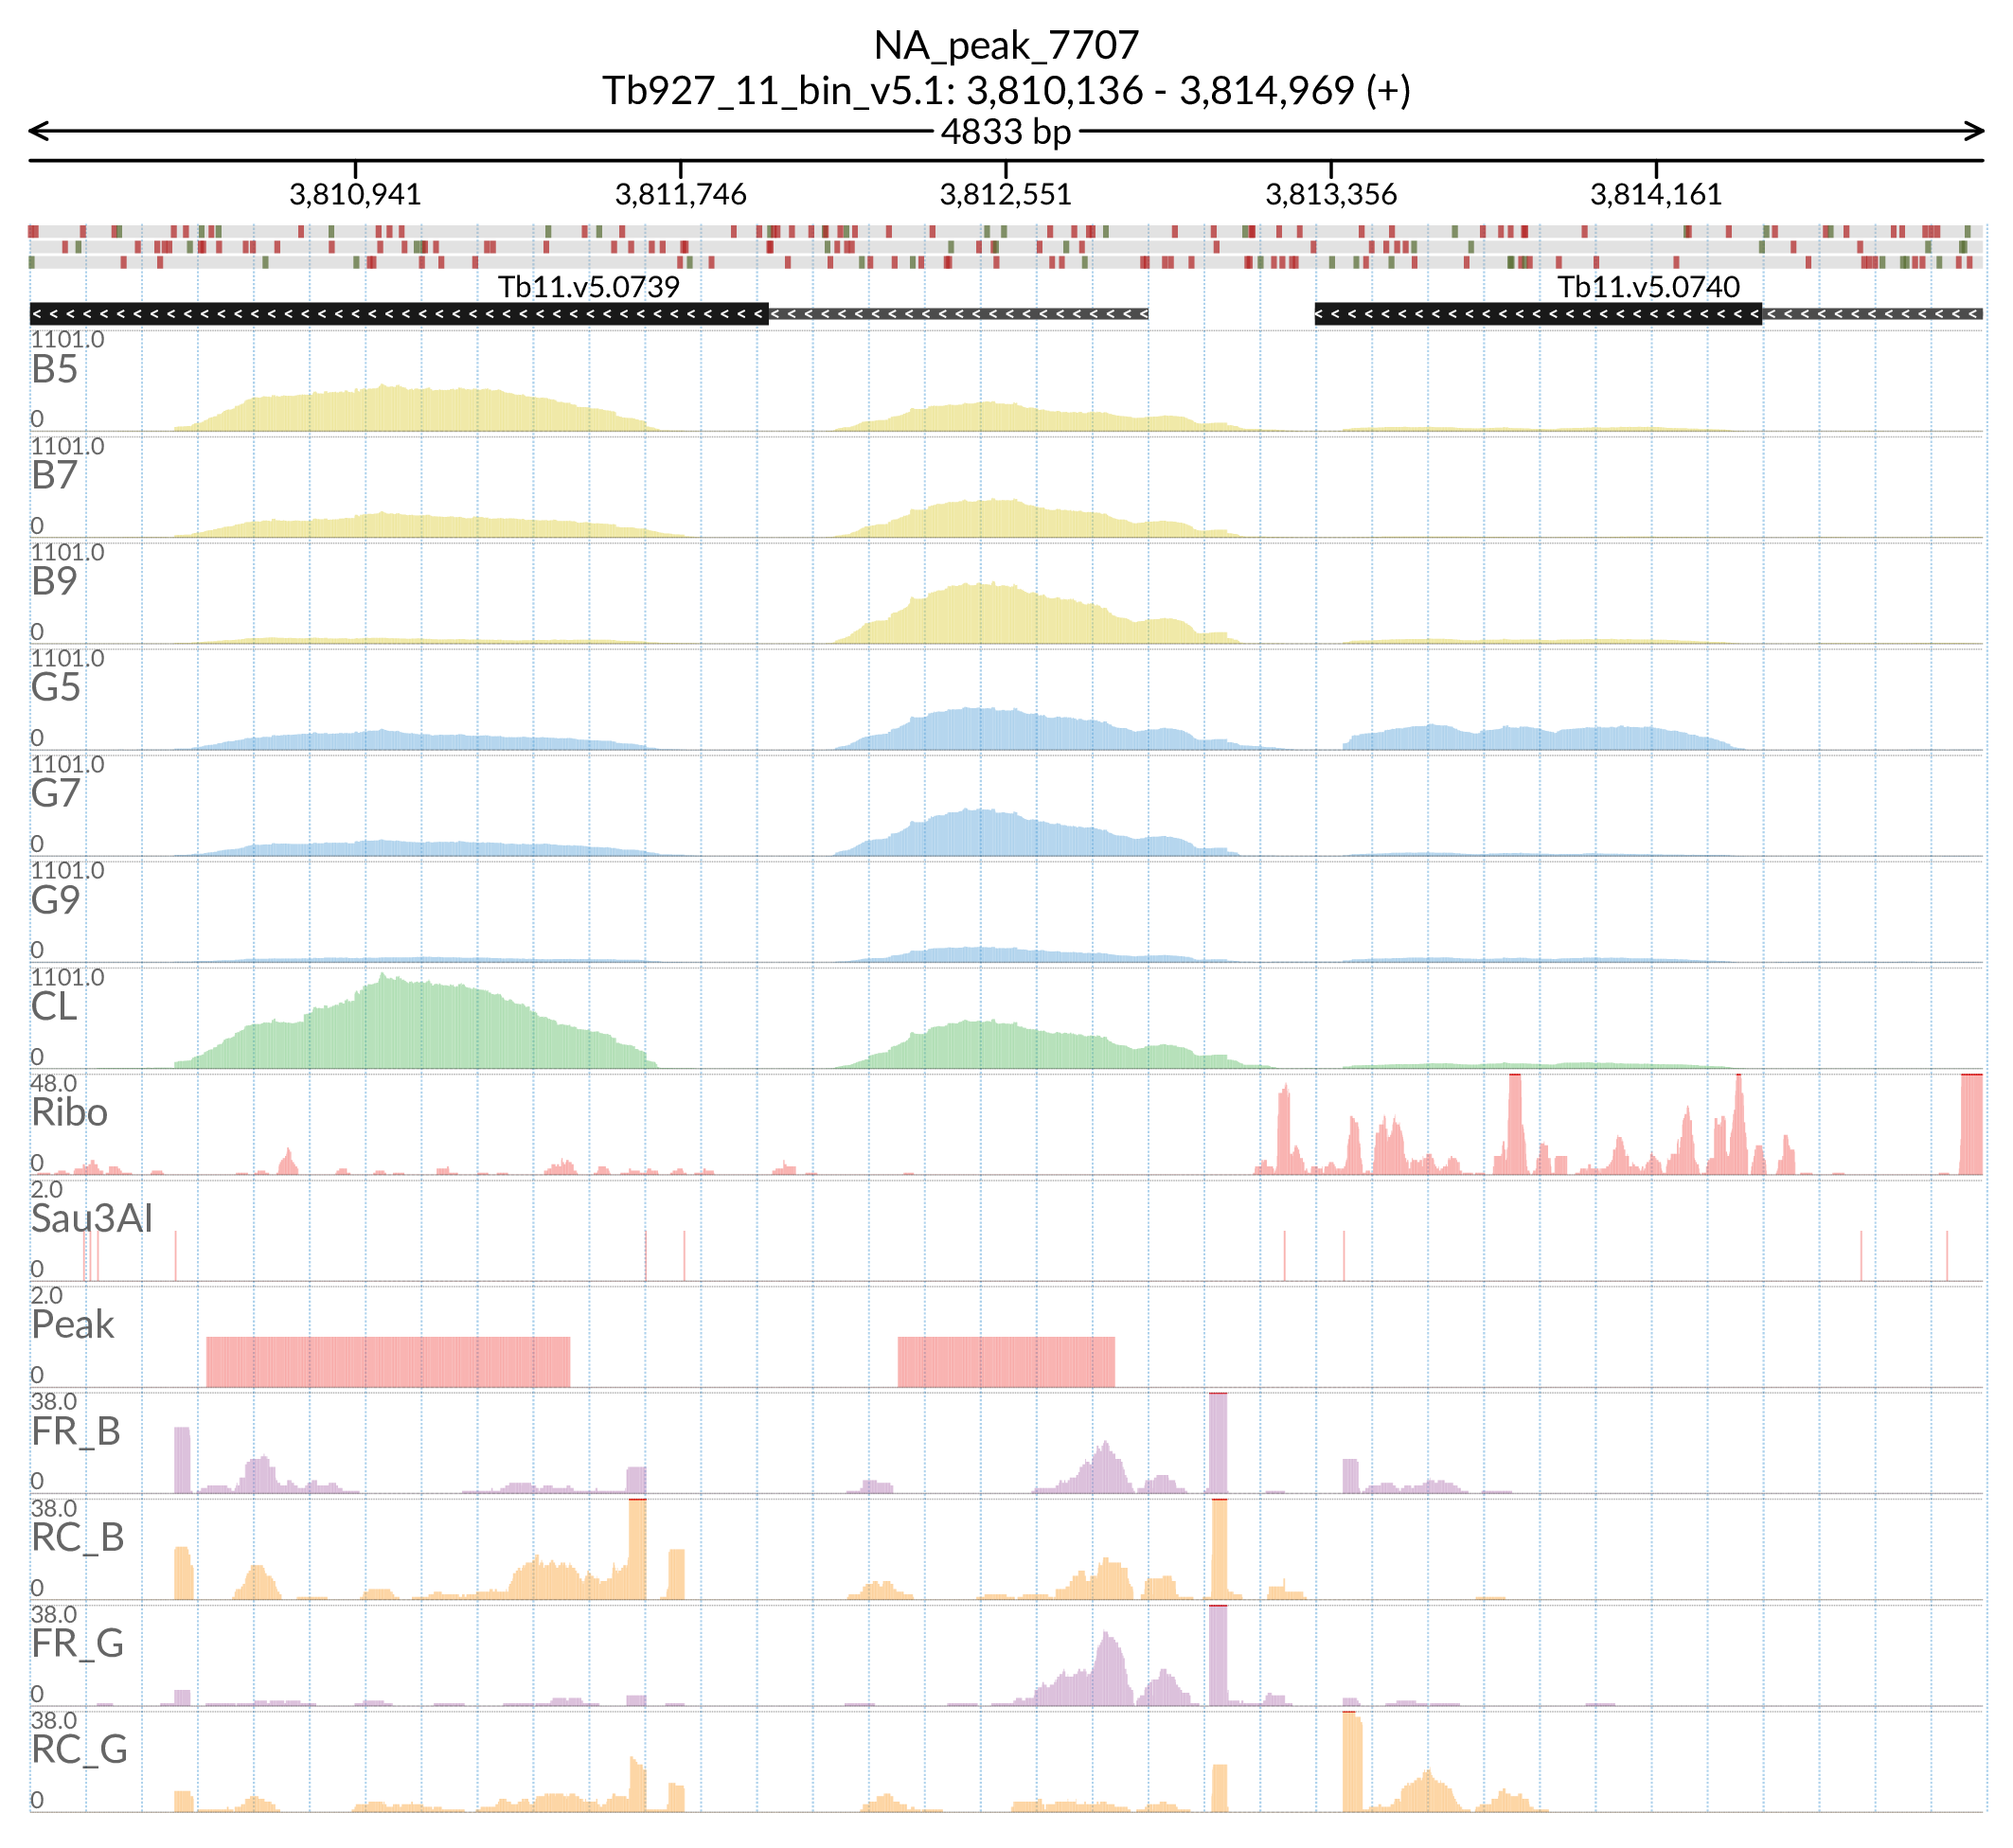 NA_peak_7707
Tb927_11_bin_v5.1: 3,810,136 - 3,814,969 (+)
4833 bp
3,810,941 3,811,746 3,812,551 3,813,356 3,814,161
Tb11.v5.0739 Tb11.v5.0740
1101.0
B5
0
1101.0
B7
0
1101.0
B9
0
1101.0
G5
0
1101.0
G7
0
1101.0
G9
0
1101.0
CL
0
48.0
Ribo
0
2.0
Sau3AI
0
2.0
Peak
0
38.0
FR_B
0
38.0
RC_B
0
38.0
FR_G
0
38.0
RC_G
0